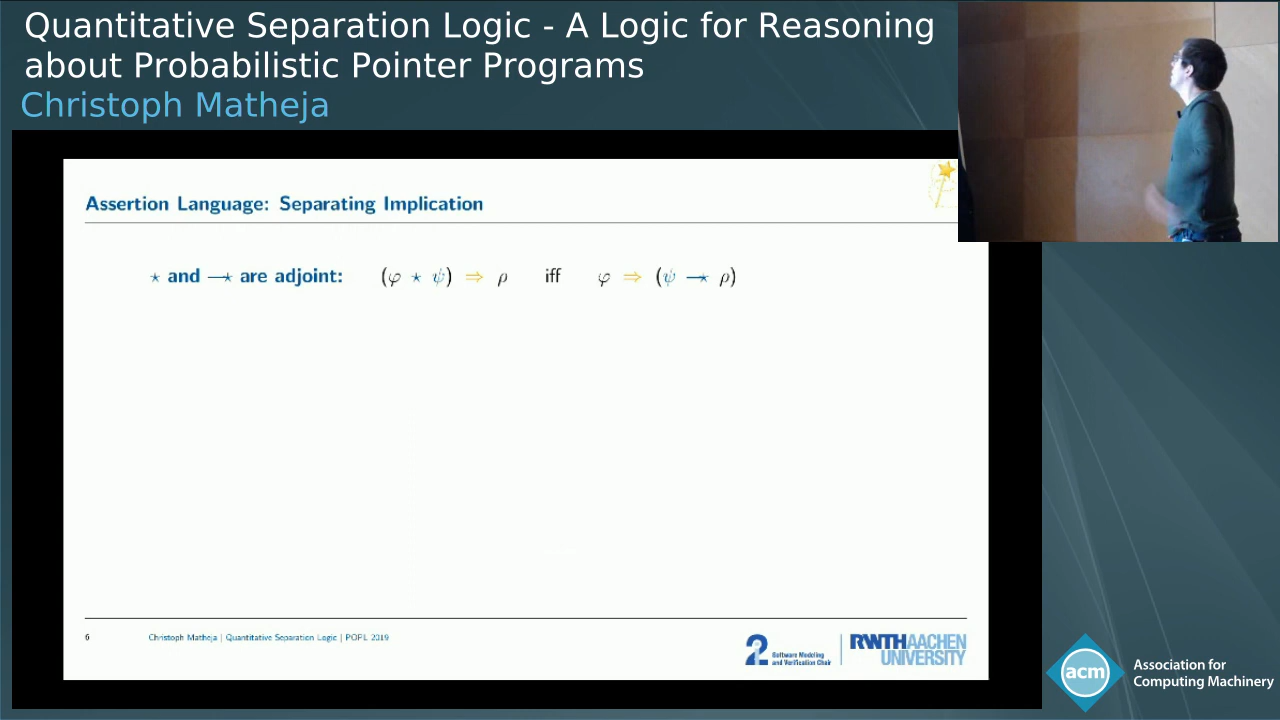 Quantitative Separation Logic - A Logic for Reasoning
about Probabilistic Pointer Programs
Christoph Matheja
Assertion Language: Separating Implication
⋆ and —⋆ are adjoint: (φ ⋆ ψ) ⇒ ρ iff φ ⇒ (ψ —⋆ ρ)
6 Christoph Matheja | Quantitative Separation Logic | POPL 2019
2 Software Modeling
and Verification Chair
RWTHAACHEN
UNIVERSITY
acm
Association for
Computing Machinery